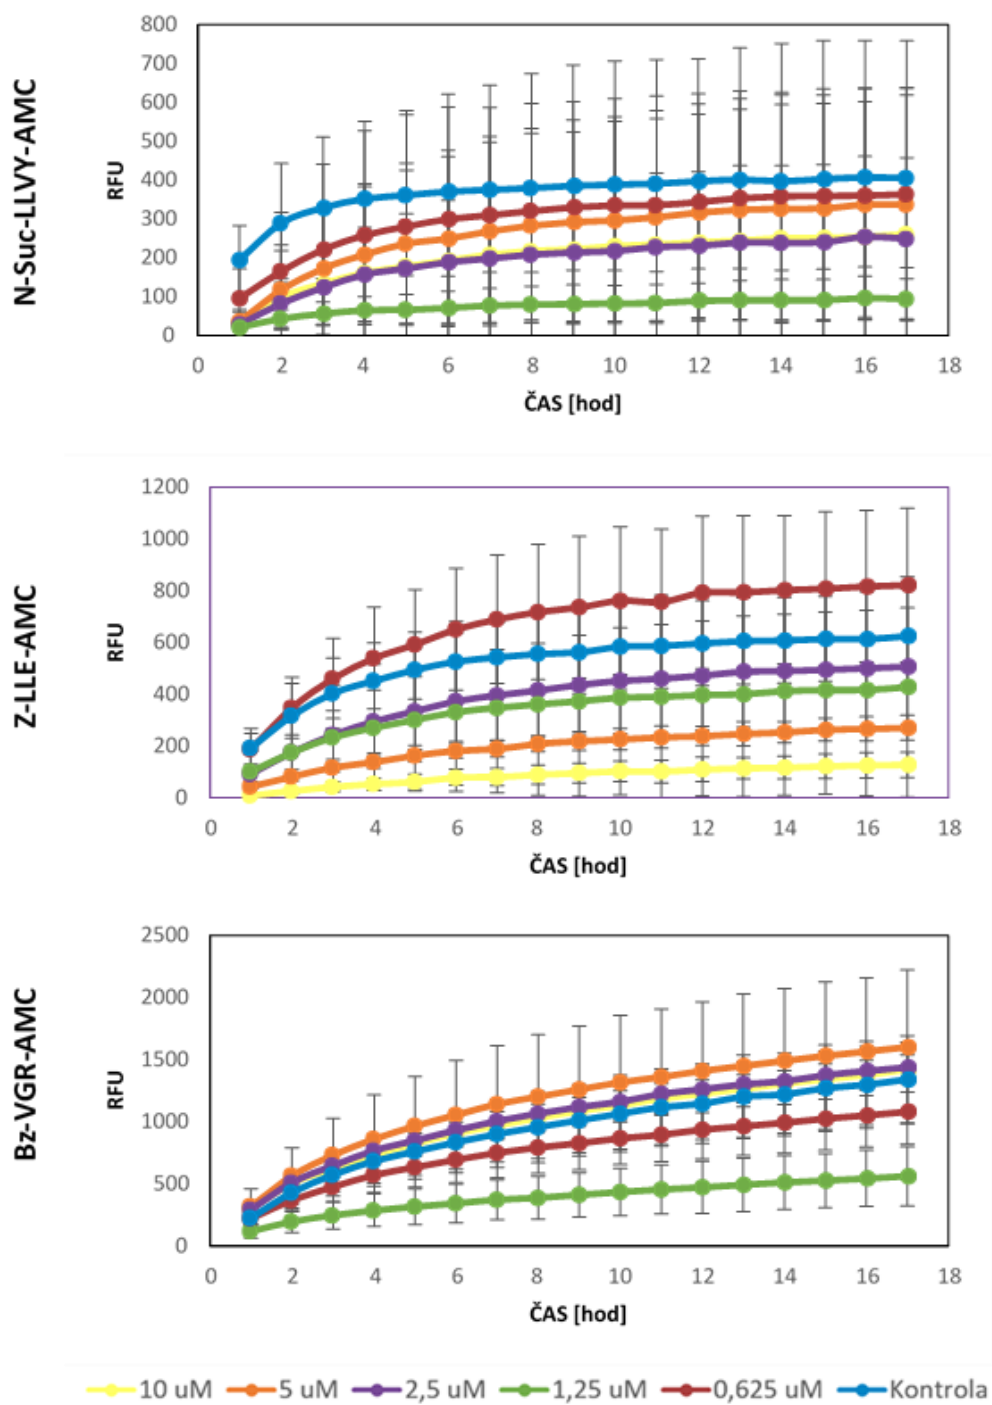 N-Suc-LLVY-AMC
RFU
800
700
600
500
400
300
200
100
0
0 2 4 6 8 10 12 14 16 18
ČAS [hod]
Z-LLE-AMC
RFU
1200
1000
800
600
400
200
0
0 2 4 6 8 10 12 14 16 18
ČAS [hod]
Bz-VGR-AMC
RFU
2500
2000
1500
1000
500
0
0 2 4 6 8 10 12 14 16 18
ČAS [hod]
10 uM 5 uM 2,5 uM 1,25 uM 0,625 uM Kontrola